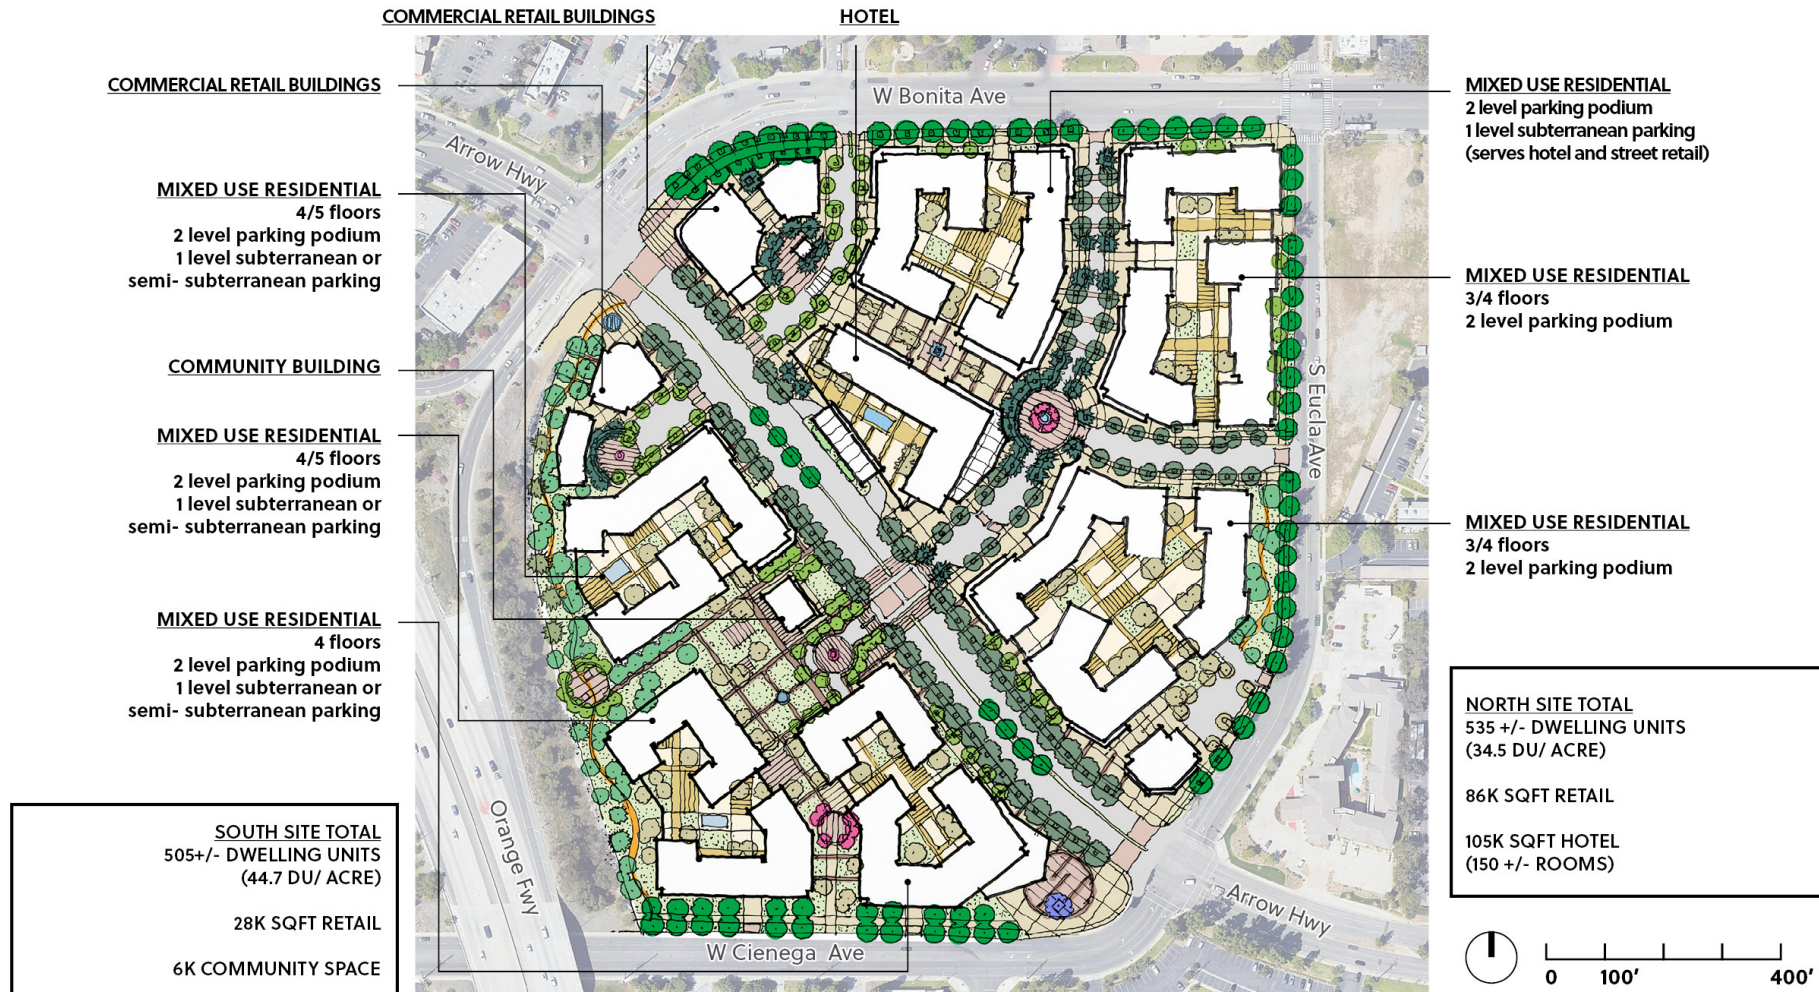 COMMERCIAL RETAIL BUILDINGS
HOTEL
COMMERCIAL RETAIL BUILDINGS
MIXED USE RESIDENTIAL
4/5 floors
2 level parking podium
1 level subterranean or
semi- subterranean parking
COMMUNITY BUILDING
MIXED USE RESIDENTIAL
4/5 floors
2 level parking podium
1 level subterranean or
semi- subterranean parking
MIXED USE RESIDENTIAL
4 floors
2 level parking podium
1 level subterranean or
semi- subterranean parking
SOUTH SITE TOTAL
505+/- DWELLING UNITS
(44.7 DU/ ACRE)
28K SQFT RETAIL
6K COMMUNITY SPACE
W Bonita Ave
Arrow Hwy
S Eucla Ave
Orange Fwy
W Cienega Ave
Arrow Hwy
MIXED USE RESIDENTIAL
2 level parking podium
1 level subterranean parking
(serves hotel and street retail)
MIXED USE RESIDENTIAL
3/4 floors
2 level parking podium
MIXED USE RESIDENTIAL
3/4 floors
2 level parking podium
NORTH SITE TOTAL
535 +/- DWELLING UNITS
(34.5 DU/ ACRE)
86K SQFT RETAIL
105K SQFT HOTEL
(150 +/- ROOMS)
0 100' 400'